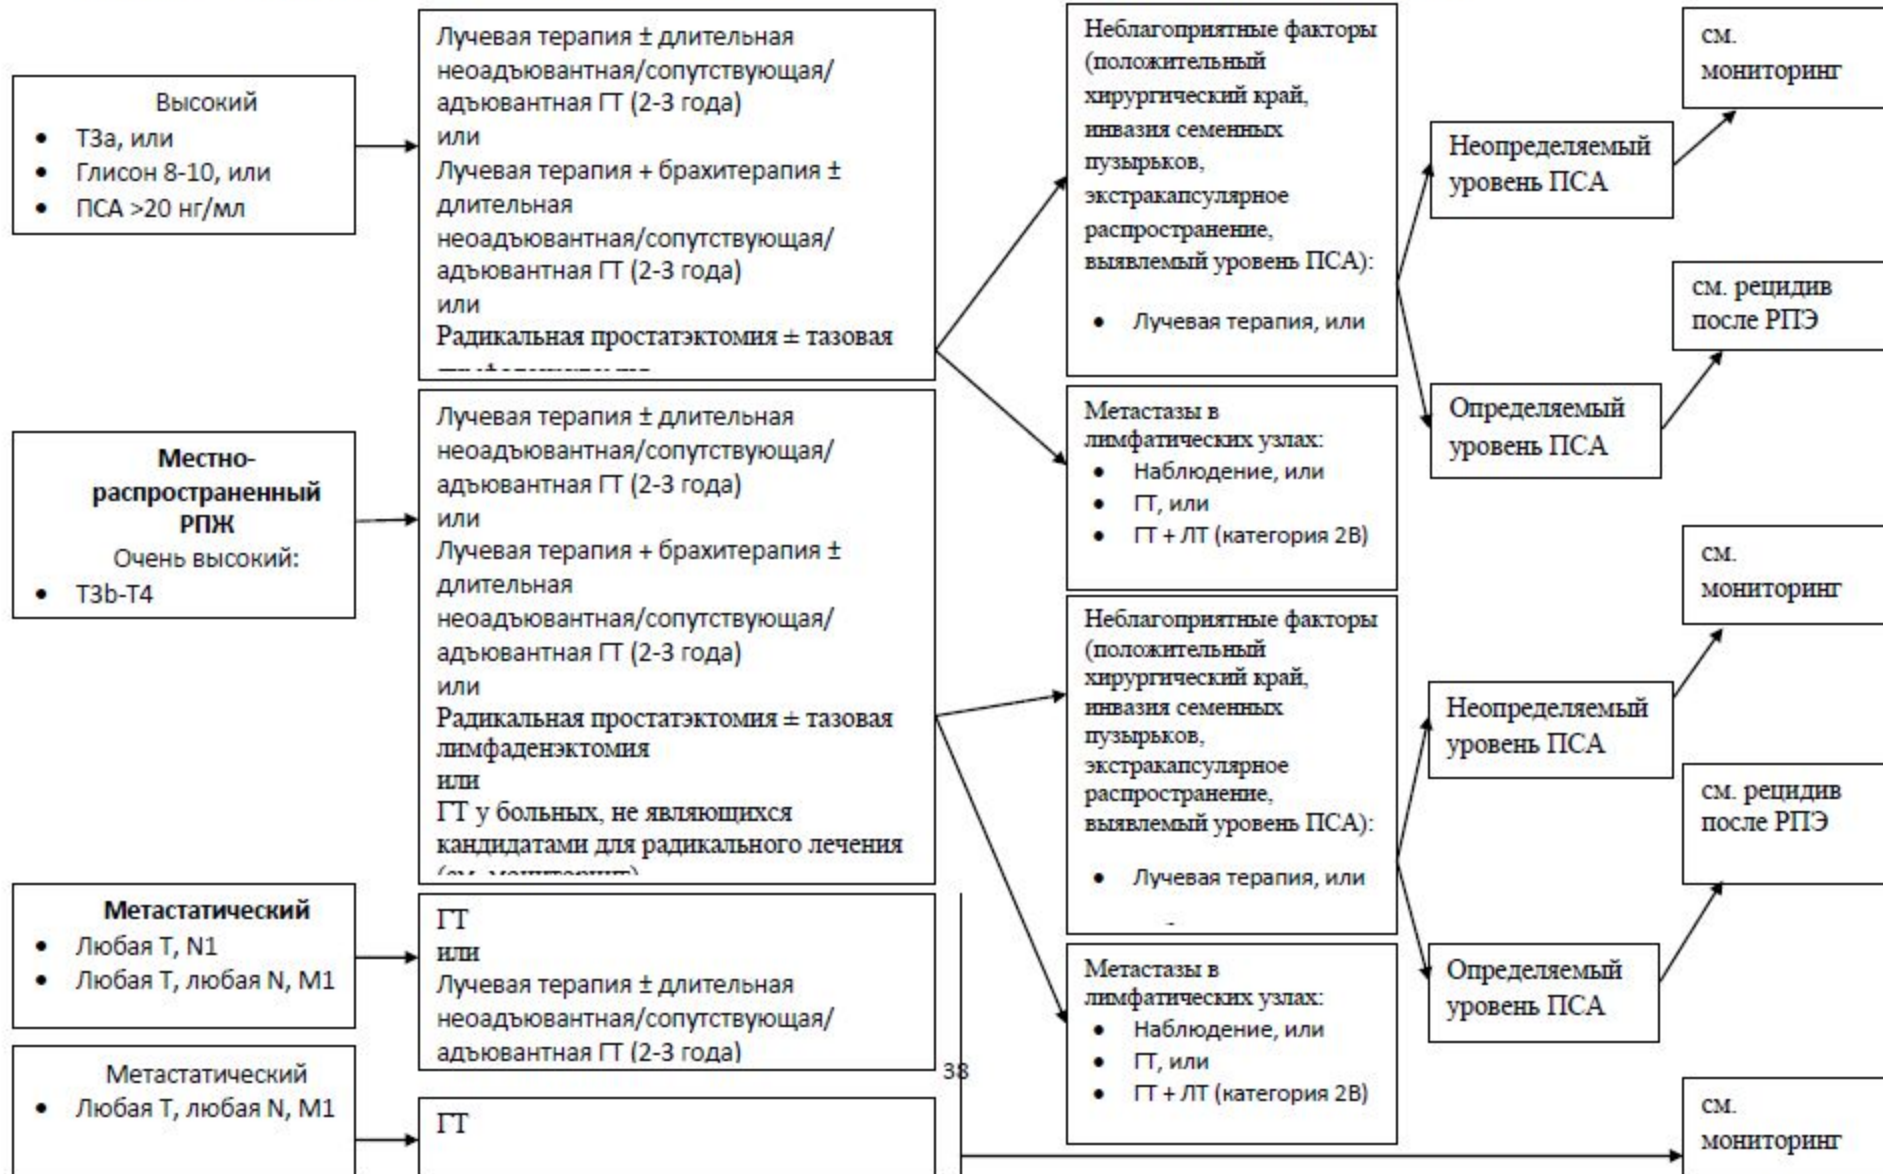 Высокий
• Т3а, или
• Глисон 8-10, или
• ПСА >20 нг/мл
Лучевая терапия ± длительная
неоадъювантная/сопутствующая/
адъювантная ГТ (2-3 года)
или
Лучевая терапия + брахитерапия ±
длительная
неоадъювантная/сопутствующая/
адъювантная ГТ (2-3 года)
или
Радикальная простатэктомия ± тазовая
Неблагоприятные факторы
(положительный
хирургический край,
инвазия семенных
пузырьков,
экстракапсулярное
распространение,
выявлемый уровень ПСА):
• Лучевая терапия, или
Метастазы в
лимфатических узлах:
• Наблюдение, или
• ГТ, или
• ГТ + ЛТ (категория 2В)
Неопределяемый
уровень ПСА
см.
мониторинг
Определяемый
уровень ПСА
см. рецидив
после РПЭ
Местно-
распространенный
РПЖ
Очень высокий:
• Т3b-Т4
Лучевая терапия ± длительная
неоадъювантная/сопутствующая/
адъювантная ГТ (2-3 года)
или
Лучевая терапия + брахитерапия ±
длительная
неоадъювантная/сопутствующая/
адъювантная ГТ (2-3 года)
или
Радикальная простатэктомия ± тазовая
лимфаденэктомия
или
ГТ у больных, не являющихся
кандидатами для радикального лечения
Неблагоприятные факторы
(положительный
хирургический край,
инвазия семенных
пузырьков,
экстракапсулярное
распространение,
выявлемый уровень ПСА):
• Лучевая терапия, или
Метастазы в
лимфатических узлах:
• Наблюдение, или
• ГТ, или
• ГТ + ЛТ (категория 2В)
Неопределяемый
уровень ПСА
см.
мониторинг
Определяемый
уровень ПСА
см. рецидив
после РПЭ
Метастатический
• Любая Т, N1
• Любая Т, любая N, М1
ГТ
или
Лучевая терапия ± длительная
неоадъювантная/сопутствующая/
адъювантная ГТ (2-3 года)
38
Метастатический
• Любая Т, любая N, М1
ГТ
см.
мониторинг